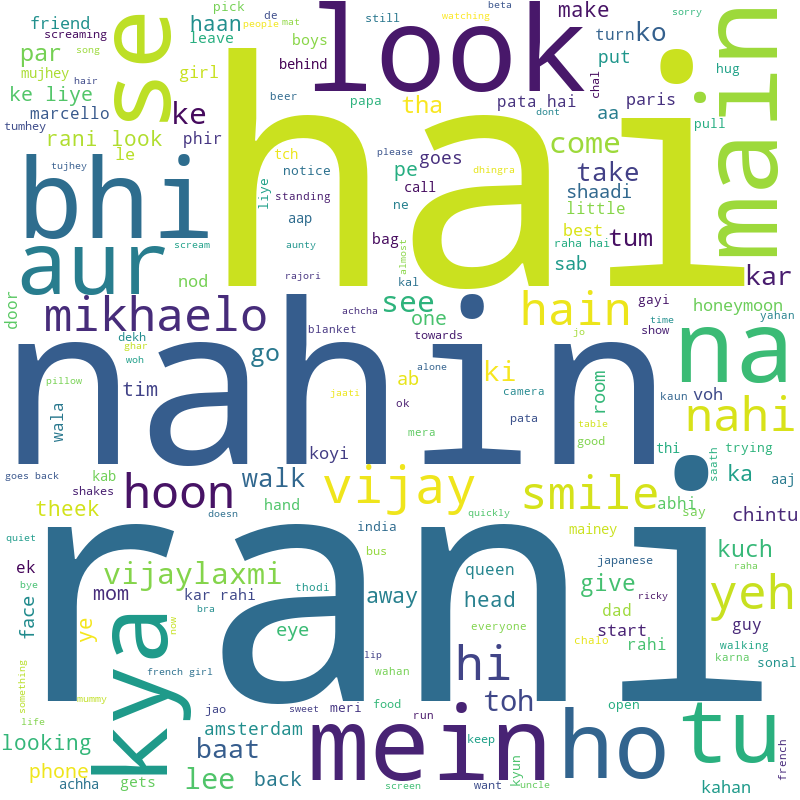 friend
screaming
haan
leave
pick
de
mat
people
watching
look
beta
still
make
sorry
par
song
mujhey
hair
se
girl
boys
behind
turn
ko
put
chal
hug
main
ke liye
marcello
ke
beer
papa
tha
pata hai
aa
paris
tumhey
rani look
phir
hai
dont
pull
le
tch
please
goes
come
tujhey
notice
pe
dhingra
take
bhi
liye
standing
call
shaadi
aap
ne
little
best
tum
aur
scream
aunty
bag
raha hai
sab
nod
rajori
almost
kal
kar
door
mikhaelo
achcha
see
hain
gayi
honeymoon
yahan
dekh
blanket
one
towards
jo
show
time
na
ghar
woh
go
nahin
alone
ki
pillow
tim
ab
camera
room
kaun
voh
jaati
ok
pata
nahi
wala
mera
table
good
koyi
thi
saath
trying
goes back
kab
walk
ka
aaj
shakes
hoon
vijay
smile
abhi
say
theek
hand
doesn
quickly
chintu
india
mainey
quiet
rani
bus
japanese
kuch
ek
vijaylaxmi
thodi
queen
bye
mom
kar rahi
away
head
give
raha
ricky
yeh
face
ye
kya
bra
now
eye
everyone
dad
start
guy
chalo
rahi
walking
karna
sonal
lip
hi
something
french girl
wahan
mummy
life
jao
sweet
meri
food
toh
open
run
looking
amsterdam
mein
ho
tu
baat
keep
phone
achha
gets
lee
back
screen
want
kyun
uncle
kahan
french